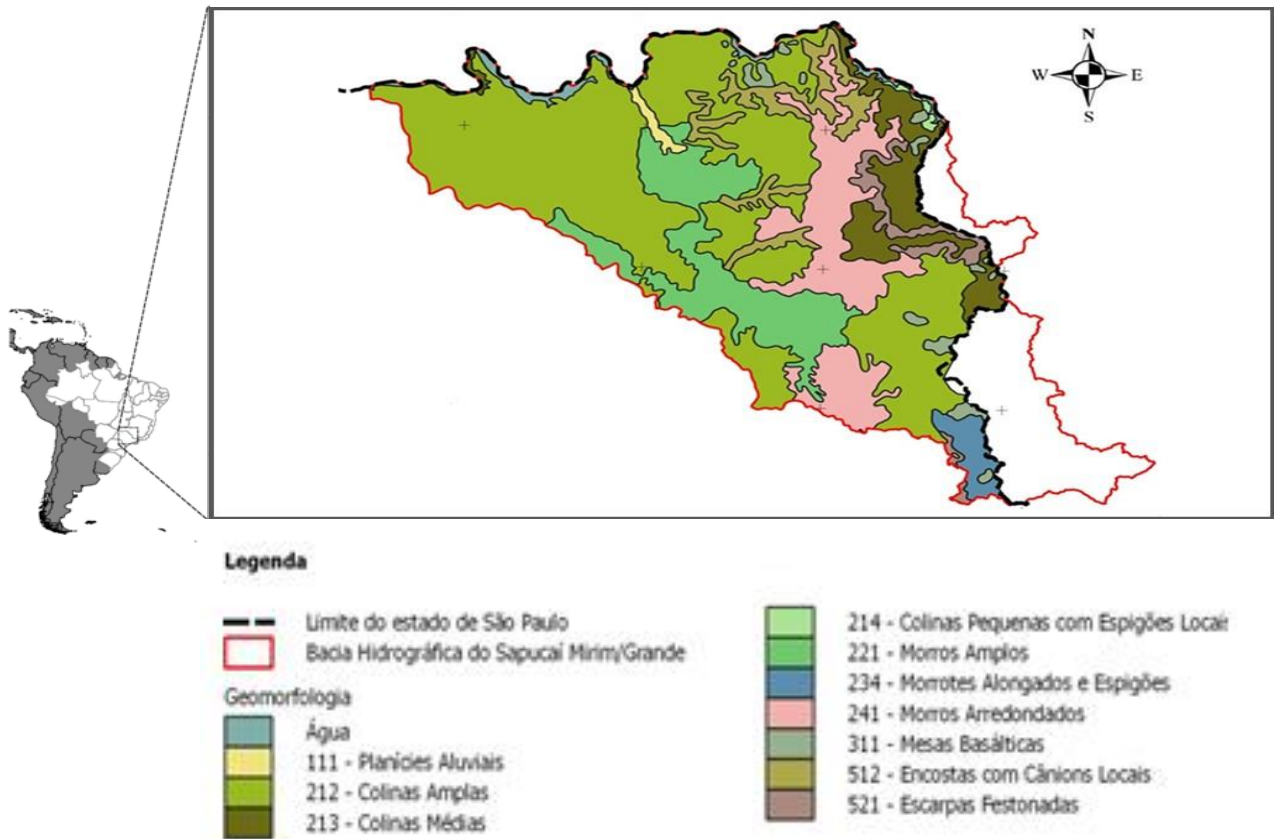 N
W E
S
Legenda
Limite do estado de São Paulo
Bacia Hidrográfica do Sapucaí Mirim/Grande
Geomorfologia
Água
111 - Planícies Aluviais
212 - Colinas Amplas
213 - Colinas Médias
214 - Colinas Pequenas com Espigões Locais
221 - Morros Amplos
234 - Morrotes Alongados e Espigões
241 - Morros Arredondados
311 - Mesas Basálticas
512 - Encostas com Cânions Locais
521 - Escarpas Festonadas